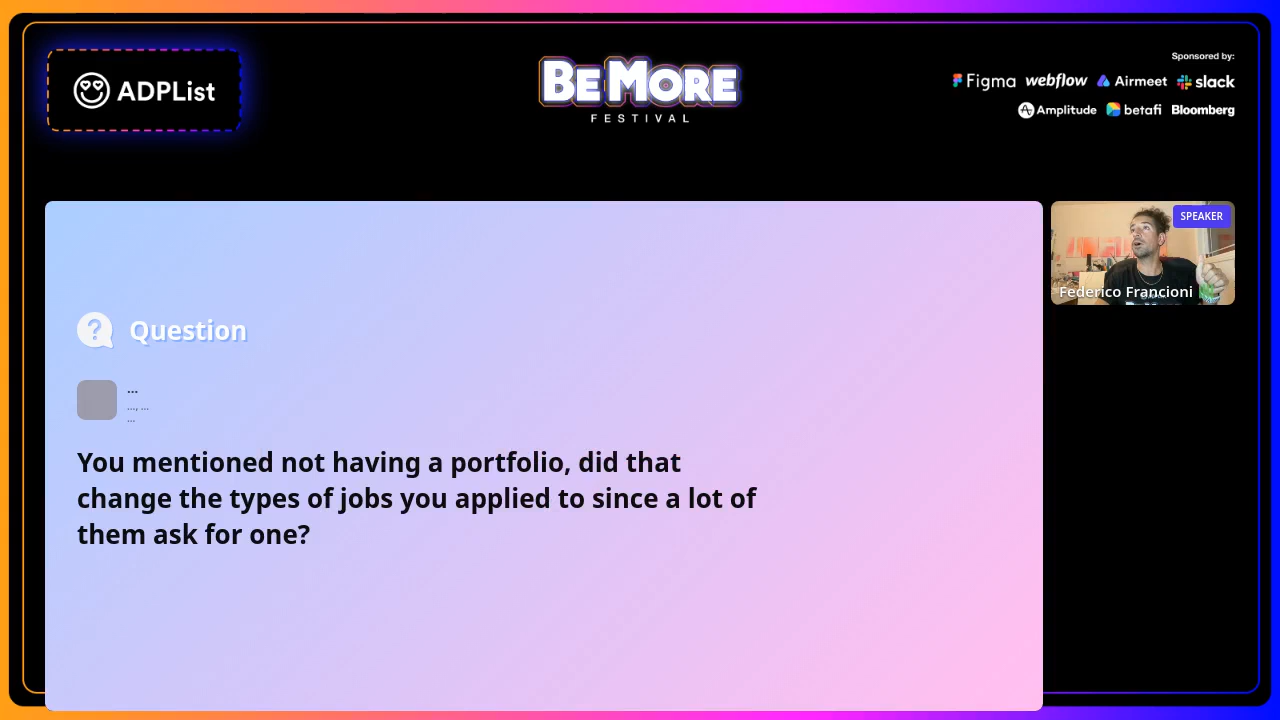 ADPList
BE MORE
FESTIVAL
Sponsored by:
Figma webflow Airmeet slack
Amplitude betafi Bloomberg
SPEAKER
Federico Francioni
Question
...
..., ...
...
You mentioned not having a portfolio, did that
change the types of jobs you applied to since a lot of
them ask for one?